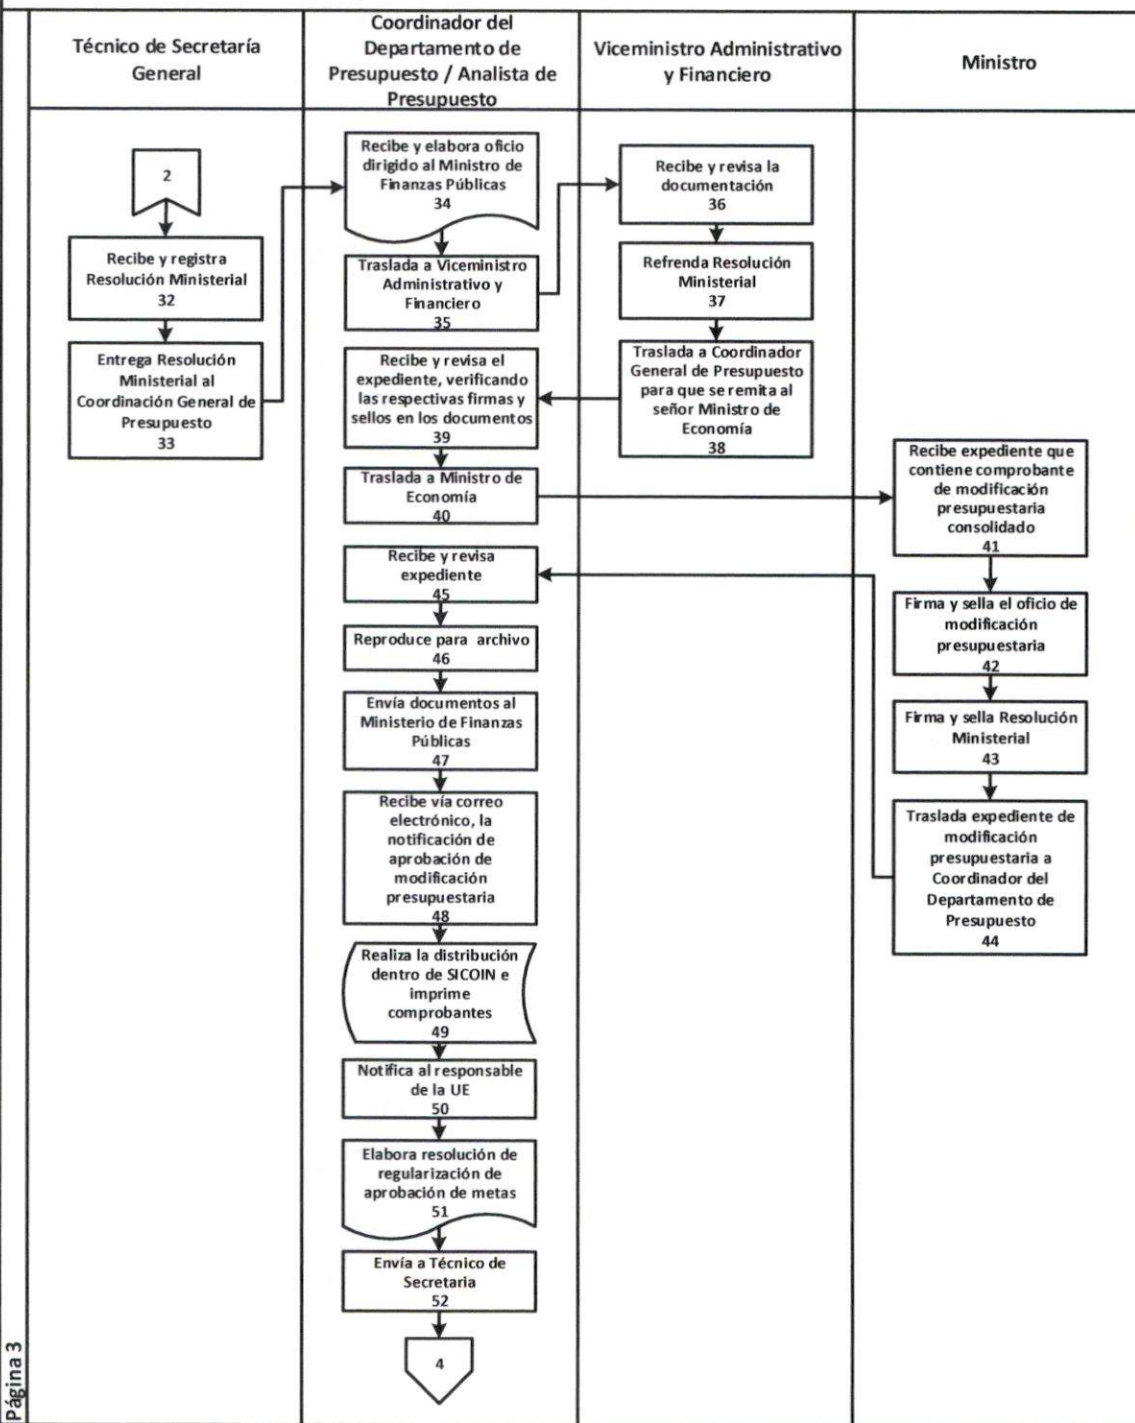 Técnico de Secretaría
General
Coordinador del
Departamento de
Presupuesto / Analista de
Presupuesto
Viceministro Administrativo
y Financiero
Ministro
2
Recibe y registra
Resolución Ministerial
32
Entrega Resolución
Ministerial al
Coordinación General de
Presupuesto
33
Recibe y elabora oficio
dirigido al Ministro de
Finanzas Públicas
34
Traslada a Viceministro
Administrativo y
Financiero
35
Recibe y revisa la
documentación
36
Refrenda Resolución
Ministerial
37
Traslada a Coordinador
General de Presupuesto
para que se remita al
señor Ministro de
Economía
38
Recibe y revisa el
expediente, verificando
las respectivas firmas y
sellos en los documentos
39
Traslada a Ministro de
Economía
40
Recibe expediente que
contiene comprobante
de modificación
presupuestaria
consolidado
41
Firma y sella el oficio de
modificación
presupuestaria
42
Firma y sella Resolución
Ministerial
43
Traslada expediente de
modificación
presupuestaria a
Coordinador del
Departamento de
Presupuesto
44
Recibe y revisa
expediente
45
Reproduce para archivo
46
Envía documentos al
Ministerio de Finanzas
Públicas
47
Recibe vía correo
electrónico, la
notificación de
aprobación de
modificación
presupuestaria
48
Realiza la distribución
dentro de SICOIN e
imprime
comprobantes
49
Notifica al responsable
de la UE
50
Elabora resolución de
regularización de
aprobación de metas
51
Envía a Técnico de
Secretaria
52
4
Página 3